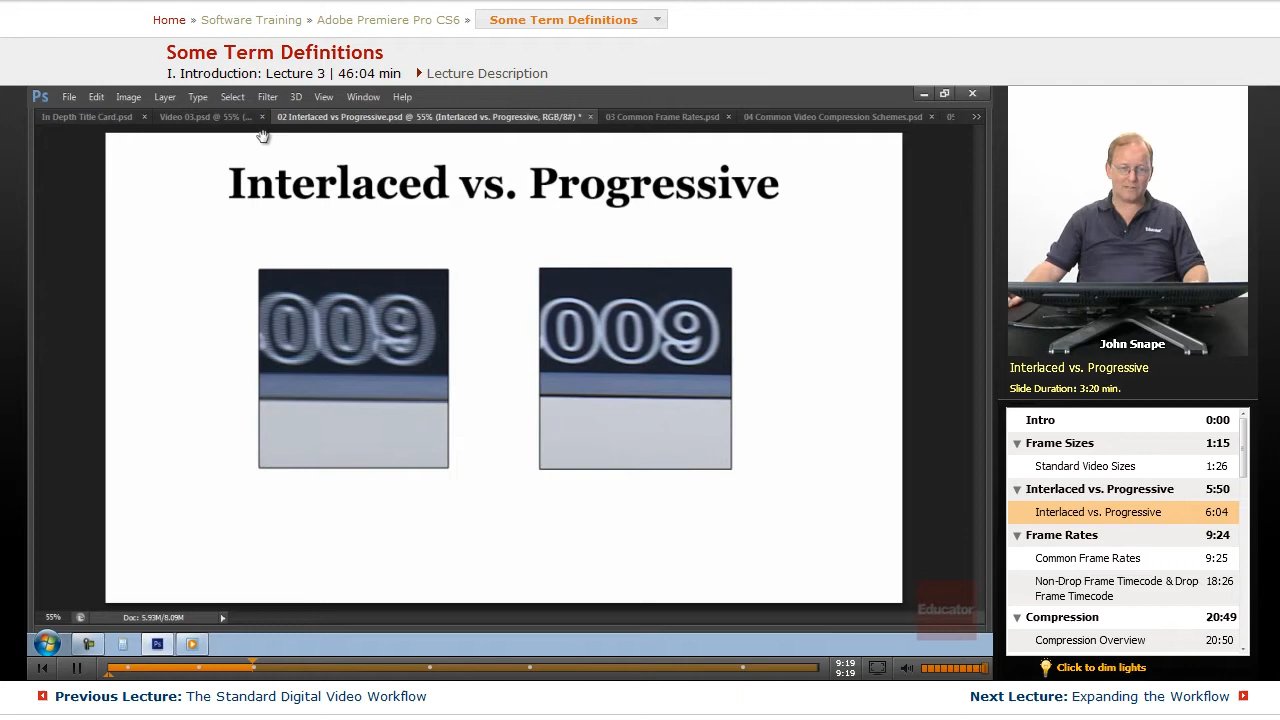 Home » Software Training » Adobe Premiere Pro CS6 » Some Term Definitions
Some Term Definitions
I. Introduction: Lecture 3 | 46:04 min Lecture Description
Ps File Edit Image Layer Type Select Filter 3D View Window Help
In Depth Title Card.psd × Video 03.psd @ 55% (... × 02 Interlaced vs Progressive.psd @ 55% (Interlaced vs. Progressive, RGB/8#) * × 03 Common Frame Rates.psd × 04 Common Video Compression Schemes.psd × 05 >>
Interlaced vs. Progressive
009
009
Educator
55% Doc: 5.93M/8.09M
9:19
9:19
John Snape
Interlaced vs. Progressive
Slide Duration: 3:20 min.
Intro 0:00
Frame Sizes 1:15
Standard Video Sizes 1:26
Interlaced vs. Progressive 5:50
Interlaced vs. Progressive 6:04
Frame Rates 9:24
Common Frame Rates 9:25
Non-Drop Frame Timecode & Drop 18:26
Frame Timecode
Compression 20:49
Compression Overview 20:50
Click to dim lights
Previous Lecture: The Standard Digital Video Workflow
Next Lecture: Expanding the Workflow